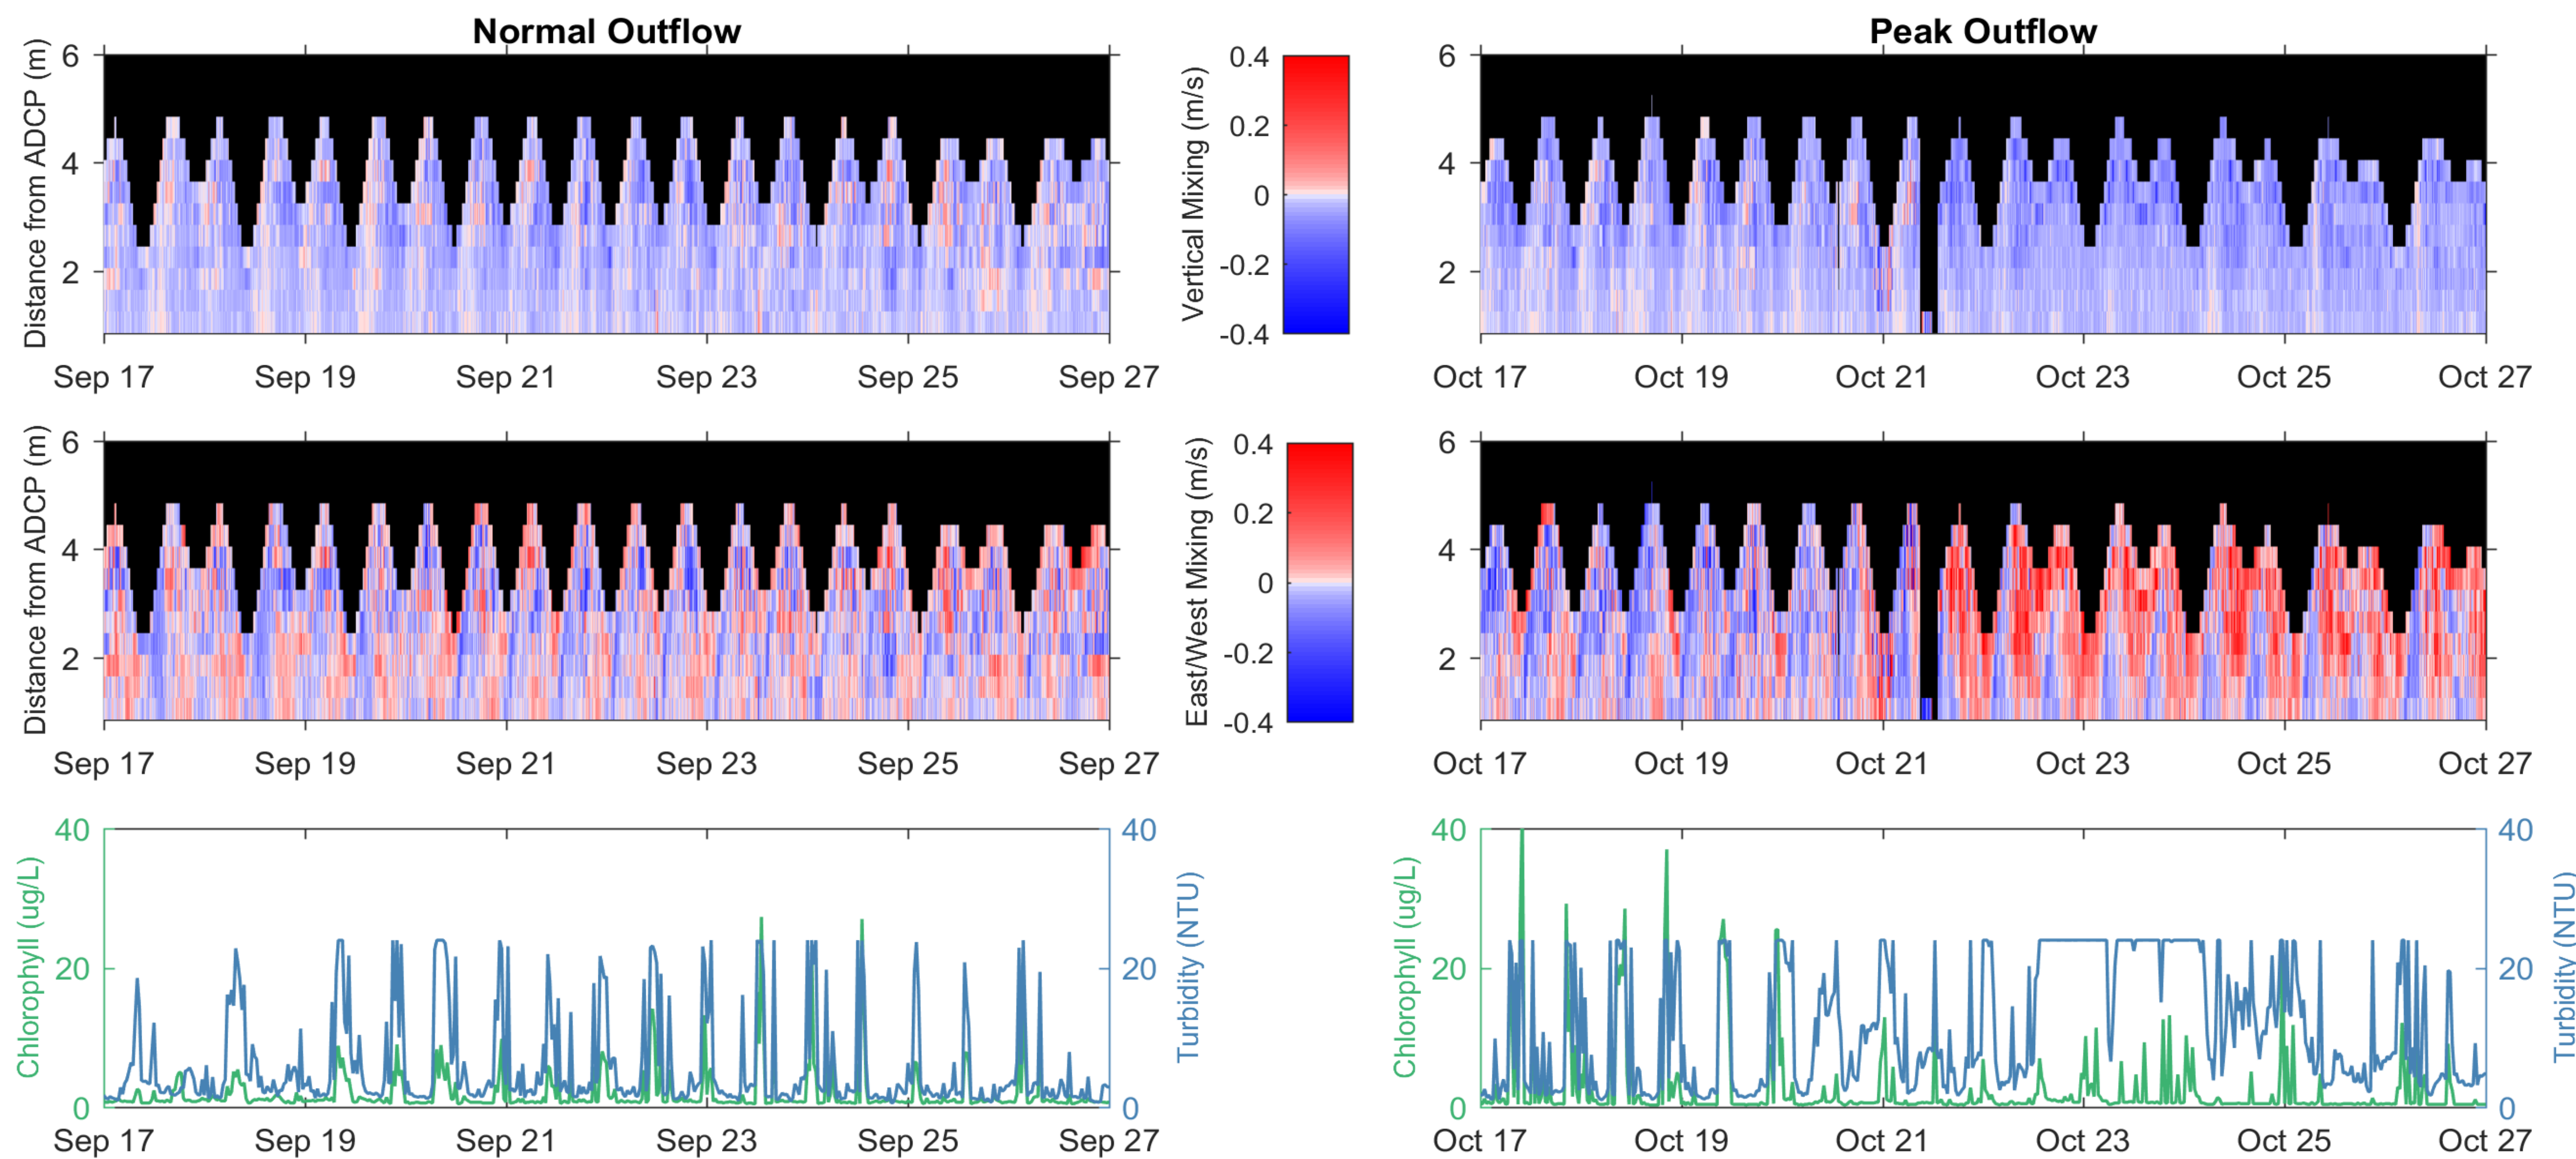 Normal Outflow
Peak Outflow
Distance from ADCP (m)
6
4
2
Sep 17 Sep 19 Sep 21 Sep 23 Sep 25 Sep 27
Vertical Mixing (m/s)
0.4
0.2
0
-0.2
-0.4
6
4
2
Oct 17 Oct 19 Oct 21 Oct 23 Oct 25 Oct 27
Distance from ADCP (m)
6
4
2
Sep 17 Sep 19 Sep 21 Sep 23 Sep 25 Sep 27
East/West Mixing (m/s)
0.4
0.2
0
-0.2
-0.4
6
4
2
Oct 17 Oct 19 Oct 21 Oct 23 Oct 25 Oct 27
Chlorophyll (ug/L)
40
20
0
Sep 17 Sep 19 Sep 21 Sep 23 Sep 25 Sep 27
40
20
0
Turbidity (NTU)
Chlorophyll (ug/L)
40
20
0
Oct 17 Oct 19 Oct 21 Oct 23 Oct 25 Oct 27
40
20
0
Turbidity (NTU)